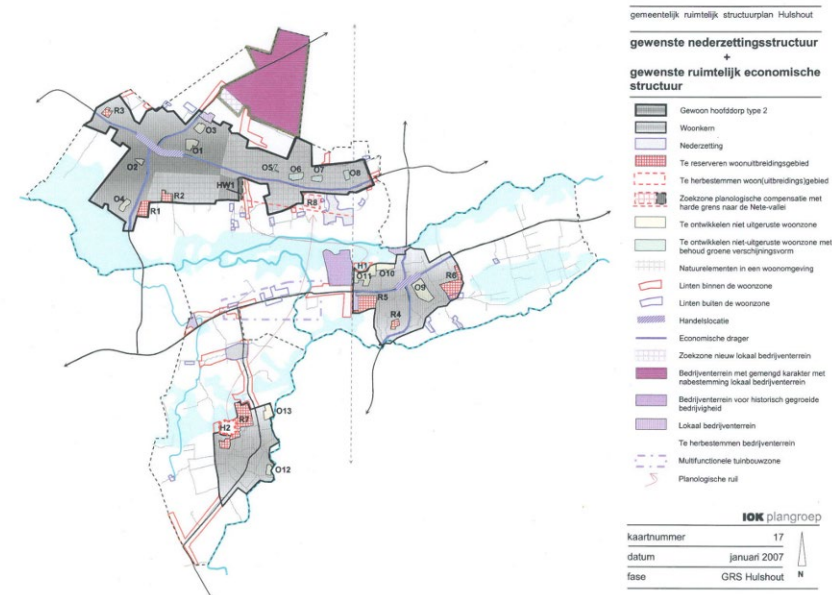 gemeentelijk ruimtelijk structuurplan Hulshout
gewenste nederzettingsstructuur
+
gewenste ruimtelijk economische
structuur
Gewoon hoofddorp type 2
Woonkern
Nederzetting
Te reserveren woonuitbreidingsgebied
Te herbestemmen woon(uitbreidings)gebied
Zoekzone planologische compensatie met
harde grens naar de Nete-vallei
Te ontwikkelen niet uitgeruste woonzone
Te ontwikkelen niet-uitgeruste woonzone met
behoud groene verschijningsvorm
Natuurelementen in een woonomgeving
Linten binnen de woonzone
Linten buiten de woonzone
Handelslocatie
Economische drager
Zoekzone nieuw lokaal bedrijventerrein
Bedrijventerrein met gemengd karakter met
nabestemming lokaal bedrijventerrein
Bedrijventerrein voor historisch gegroeide
bedrijvigheid
Lokaal bedrijventerrein
Te herbestemmen bedrijventerrein
Multifunctionele tuinbouwzone
Planologische ruil
IOK plangroep
kaartnummer 17
datum januari 2007
fase GRS Hulshout
N
R3
O3
O1
O2
O5
O6
O7
O8
HW1
O4
R2
R1
R8
H1
O10
O11
R6
O9
R5
R4
O13
R7
H2
O12